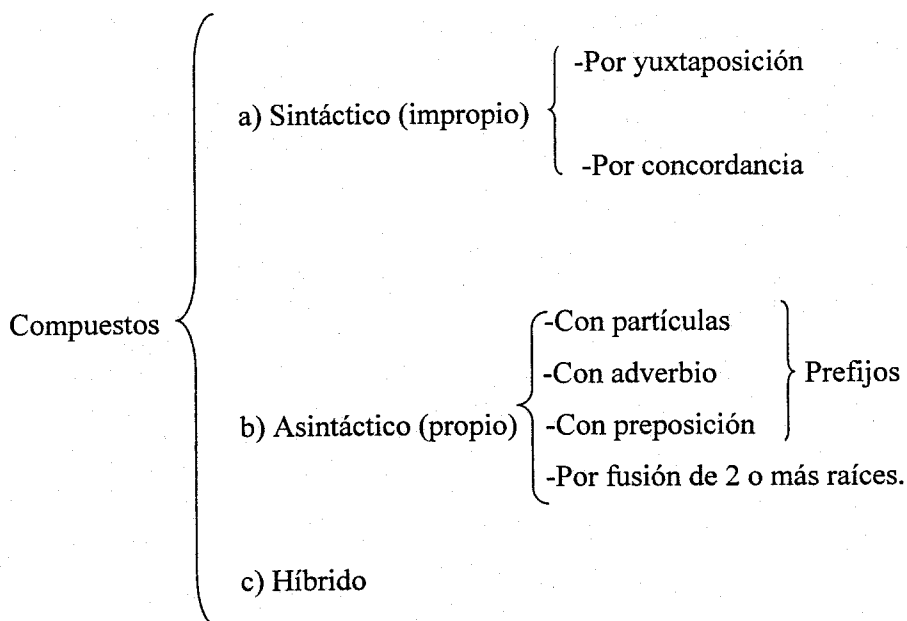 Compuestos
a) Sintáctico (impropio)
-Por yuxtaposición
-Por concordancia
b) Asintáctico (propio)
-Con partículas
-Con adverbio
-Con preposición
Prefijos
-Por fusión de 2 o más raíces.
c) Híbrido